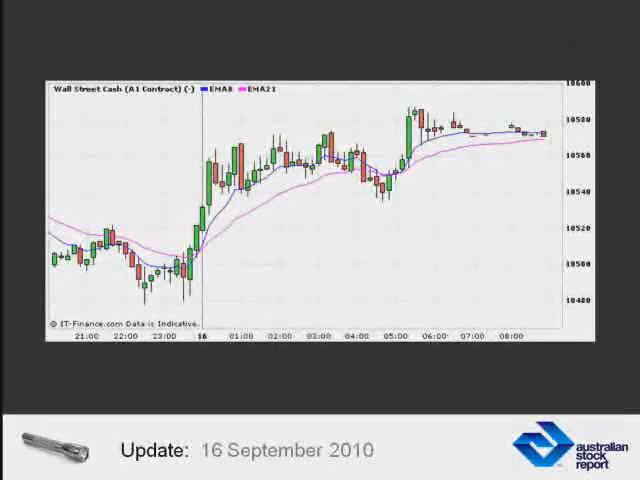 Wall Street Cash (A1 Contract) (-) EMA8 EMA21
10600
10580
10560
10540
10520
10500
10480
© IT-Finance.com Data is Indicative.
21:00 22:00 23:00 16 01:00 02:00 03:00 04:00 05:00 06:00 07:00 08:00
Update: 16 September 2010
australian
stock
report